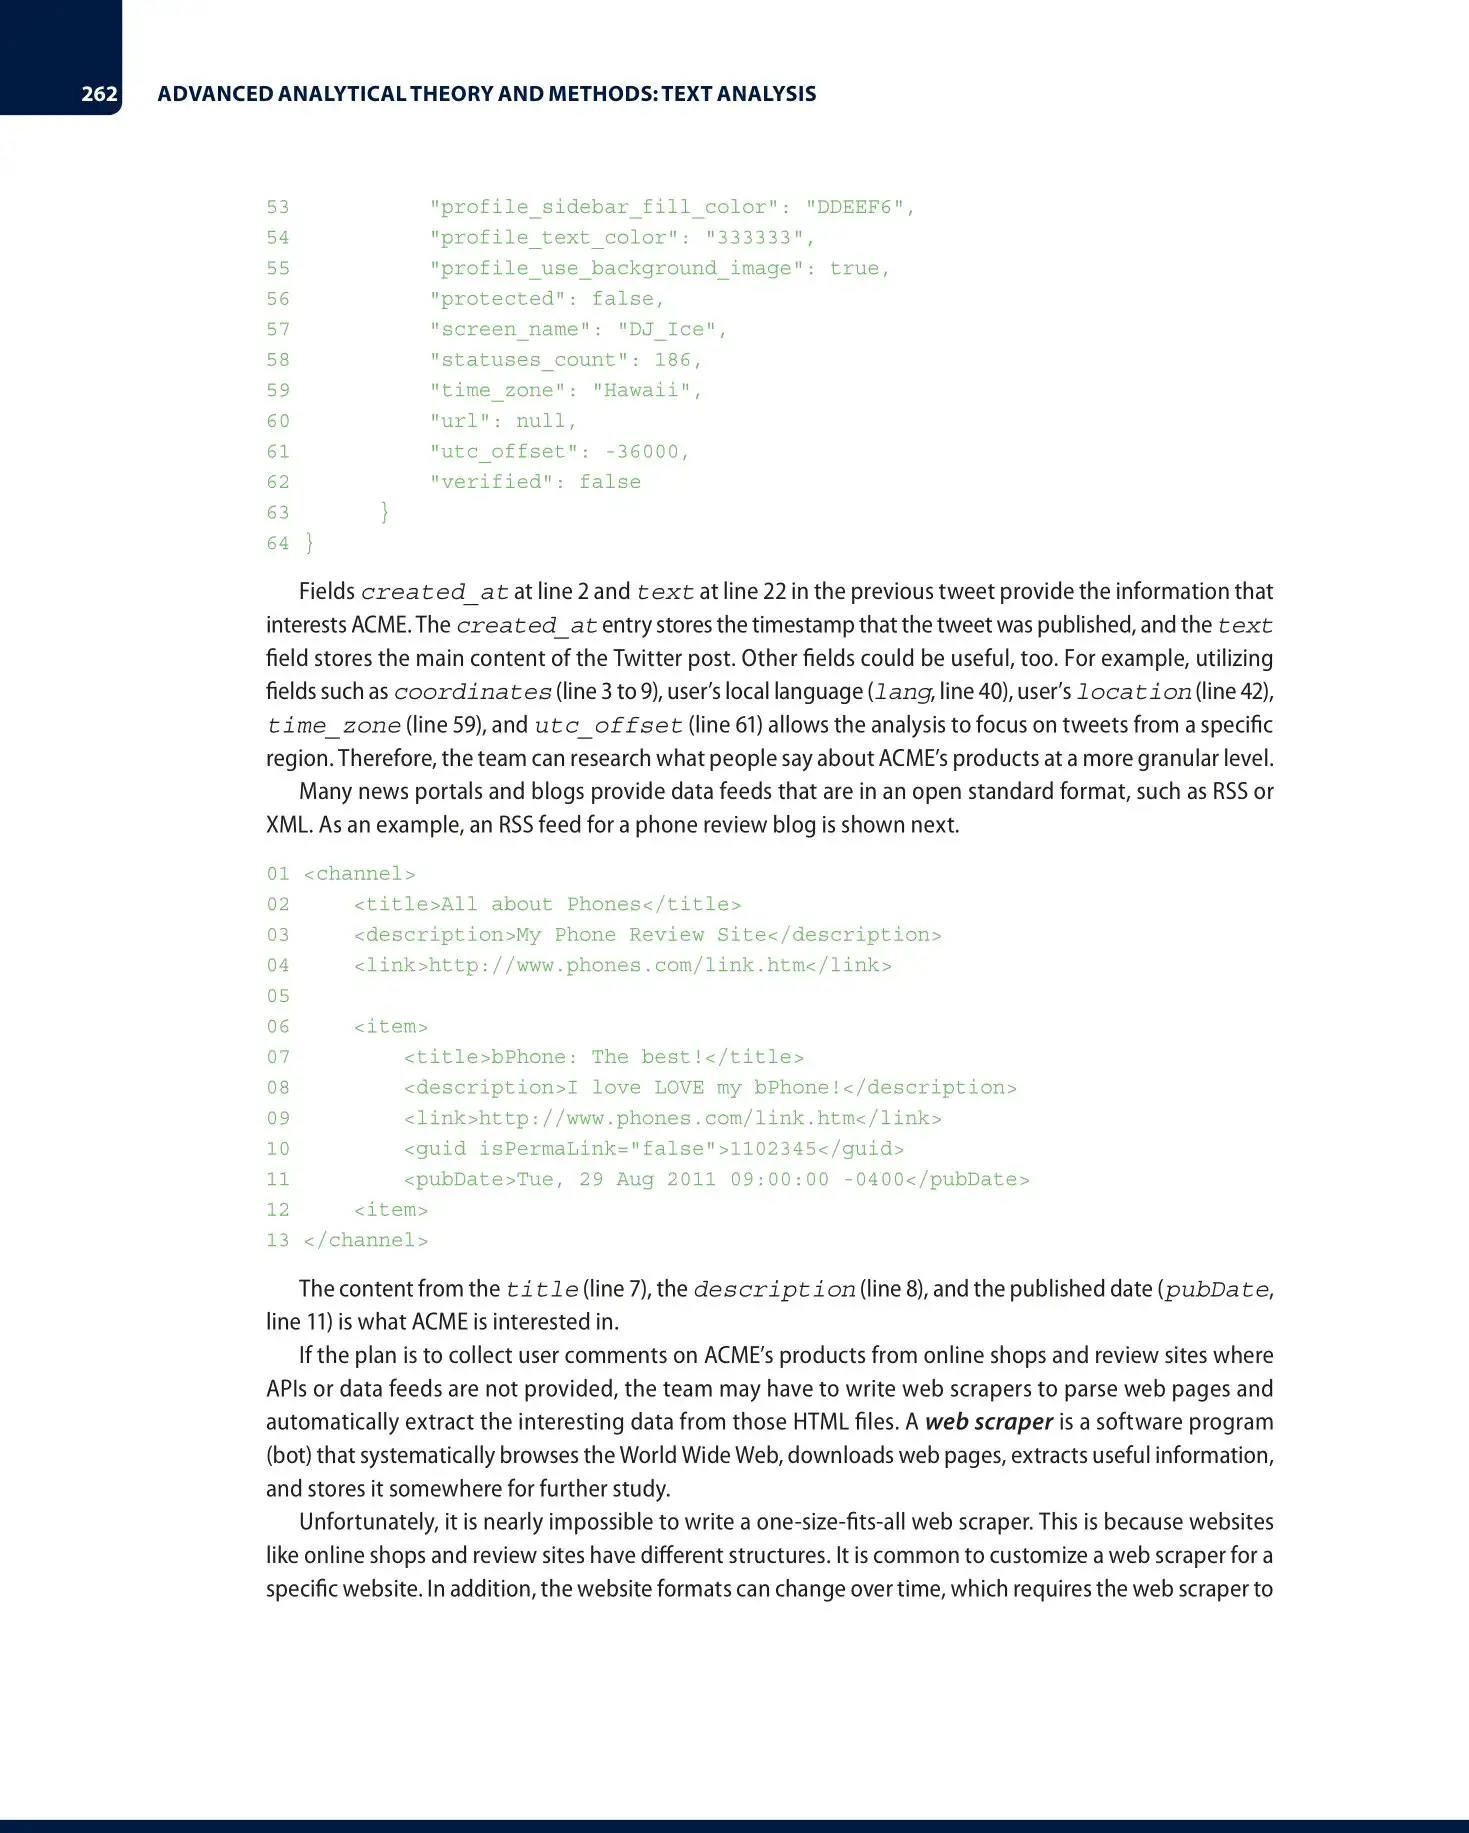 262 ADVANCED ANALYTICAL THEORY AND METHODS: TEXT ANALYSIS
53 "profile_sidebar_fill_color": "DDEEF6",
54 "profile_text_color": "333333",
55 "profile_use_background_image": true,
56 "protected": false,
57 "screen_name": "DJ_Ice",
58 "statuses_count": 186,
59 "time_zone": "Hawaii",
60 "url": null,
61 "utc_offset": -36000,
62 "verified": false
63 }
64 }
Fields created_at at line 2 and text at line 22 in the previous tweet provide the information that
interests ACME. The created_at entry stores the timestamp that the tweet was published, and the text
field stores the main content of the Twitter post. Other fields could be useful, too. For example, utilizing
fields such as coordinates (line 3 to 9), user's local language (lang, line 40), user's location (line 42),
time_zone (line 59), and utc_offset (line 61) allows the analysis to focus on tweets from a specific
region. Therefore, the team can research what people say about ACME's products at a more granular level.
Many news portals and blogs provide data feeds that are in an open standard format, such as RSS or
XML. As an example, an RSS feed for a phone review blog is shown next.
01 <channel>
02 <title>All about Phones</title>
03 <description>My Phone Review Site</description>
04 <link>http://www.phones.com/link.htm</link>
05
06 <item>
07 <title>bPhone: The best!</title>
08 <description>I love LOVE my bPhone!</description>
09 <link>http://www.phones.com/link.htm</link>
10 <guid isPermaLink="false">1102345</guid>
11 <pubDate>Tue, 29 Aug 2011 09:00:00 -0400</pubDate>
12 <item>
13 </channel>
The content from the title (line 7), the description (line 8), and the published date (pubDate,
line 11) is what ACME is interested in.
If the plan is to collect user comments on ACME's products from online shops and review sites where
APIs or data feeds are not provided, the team may have to write web scrapers to parse web pages and
automatically extract the interesting data from those HTML files. A web scraper is a software program
(bot) that systematically browses the World Wide Web, downloads web pages, extracts useful information,
and stores it somewhere for further study.
Unfortunately, it is nearly impossible to write a one-size-fits-all web scraper. This is because websites
like online shops and review sites have different structures. It is common to customize a web scraper for a
specific website. In addition, the website formats can change over time, which requires the web scraper to